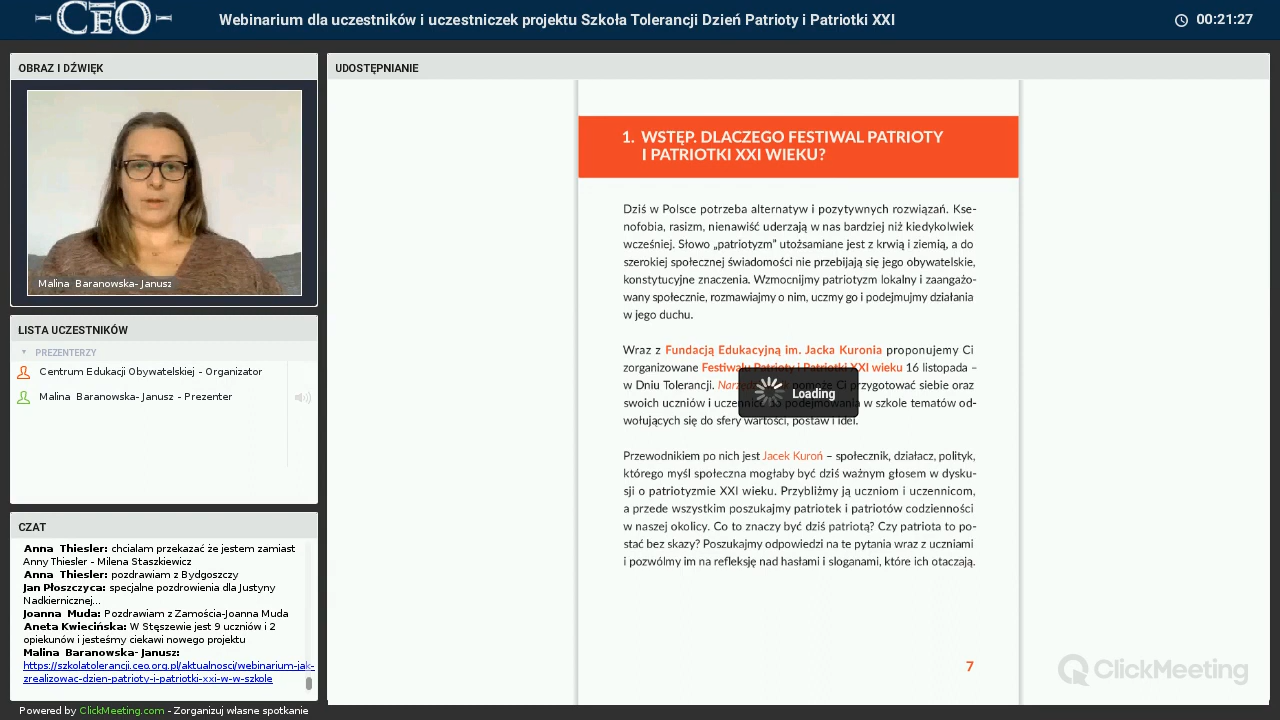 CEO
Webinarium dla uczestników i uczestniczek projektu Szkoła Tolerancji Dzień Patrioty i Patriotki XXI
00:21:27
OBRAZ I DŹWIĘK
Malina Baranowska- Janusz
LISTA UCZESTNIKÓW
PREZENTERZY
Centrum Edukacji Obywatelskiej - Organizator
Malina Baranowska- Janusz - Prezenter
CZAT
Anna Thiesler: chcialam przekazać że jestem zamiast
Anny Thiesler - Milena Staszkiewicz
Anna Thiesler: pozdrawiam z Bydgoszczy
Jan Płoszczyca: specjalne pozdrowienia dla Justyny
Nadkiernicznej...
Joanna Muda: Pozdrawiam z Zamościa-Joanna Muda
Aneta Kwiecińska: W Stęszewie jest 9 uczniów i 2
opiekunów i jesteśmy ciekawi nowego projektu
Malina Baranowska- Janusz:
https://szkolatolerancji.ceo.org.pl/aktualnosci/webinarium-jak-
zrealizowac-dzien-patrioty-i-patriotki-xxi-w-w-szkole
Powered by ClickMeeting.com - Zorganizuj własne spotkanie
UDOSTĘPNIANIE
1. WSTĘP. DLACZEGO FESTIWAL PATRIOTY
I PATRIOTKI XXI WIEKU?
Dziś w Polsce potrzeba alternatyw i pozytywnych rozwiązań. Kse-
nofobia, rasizm, nienawiść uderzają w nas bardziej niż kiedykolwiek
wcześniej. Słowo „patriotyzm” utożsamiane jest z krwią i ziemią, a do
szerokiej społecznej świadomości nie przebijają się jego obywatelskie,
konstytucyjne znaczenia. Wzmocnijmy patriotyzm lokalny i zaangażo-
wany społecznie, rozmawiajmy o nim, uczmy go i podejmujmy działania
w jego duchu.
Wraz z Fundacją Edukacyjną im. Jacka Kuronia proponujemy Ci
zorganizowane Festiwalu Patrioty i Patriotki XXI wieku 16 listopada –
w Dniu Tolerancji. pomoże Ci przygotować siebie oraz
swoich uczniów i uczennice do podejmowania w szkole tematów od-
wołujących się do sfery wartości, postaw i idei.
Loading
Przewodnikiem po nich jest Jacek Kuroń – społecznik, działacz, polityk,
którego myśl społeczna mogłaby być dziś ważnym głosem w dysku-
sji o patriotyzmie XXI wieku. Przybliżmy ją uczniom i uczennicom,
a przede wszystkim poszukajmy patriotek i patriotów codzienności
w naszej okolicy. Co to znaczy być dziś patriotą? Czy patriota to po-
stać bez skazy? Poszukajmy odpowiedzi na te pytania wraz z uczniami
i pozwólmy im na refleksję nad hasłami i sloganami, które ich otaczają.
7
ClickMeeting